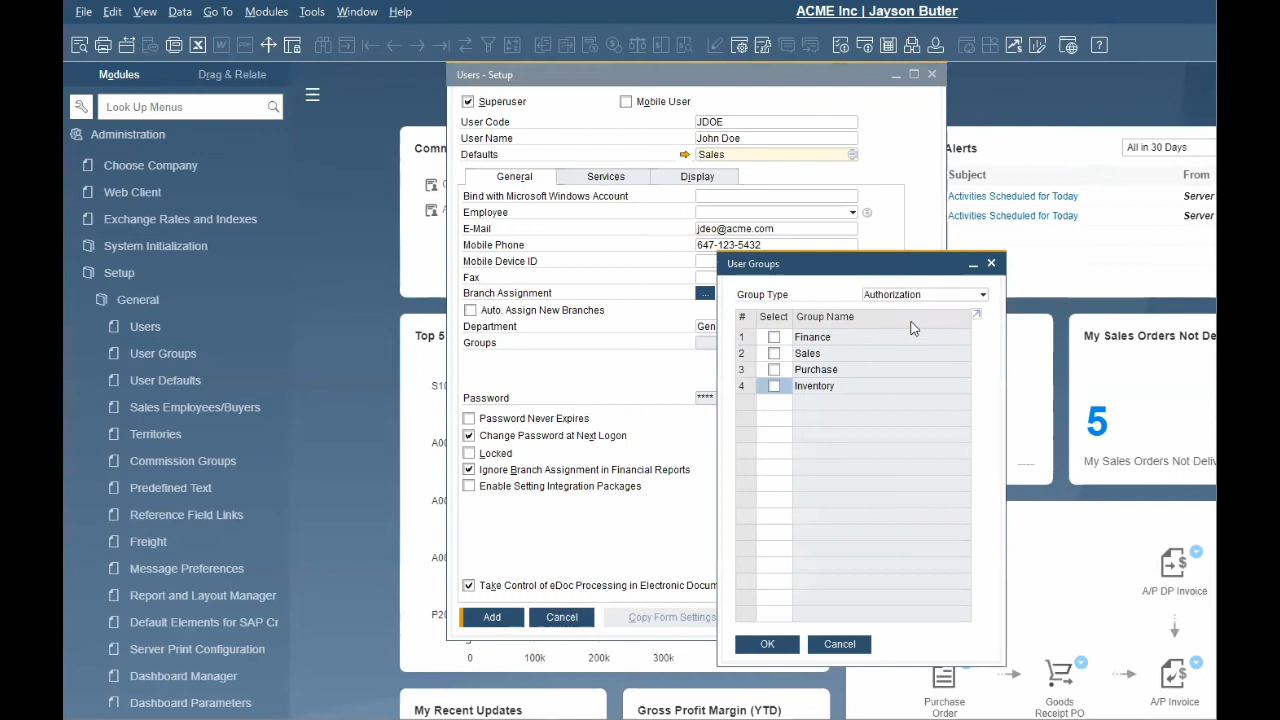 File Edit View Data Go To Modules Tools Window Help
ACME Inc | Jayson Butler
Modules
Drag & Relate
Look Up Menus
Administration
Choose Company
Web Client
Exchange Rates and Indexes
System Initialization
Setup
General
Users
User Groups
User Defaults
Sales Employees/Buyers
Territories
Commission Groups
Predefined Text
Reference Field Links
Freight
Message Preferences
Report and Layout Manager
Default Elements for SAP Cr
Server Print Configuration
Dashboard Manager
Dashboard Parameters
Comm
Top 5
S10
A00
A00
A00
P20
0 100k 200k 300k
My Recent Updates
Gross Profit Margin (YTD)
Users - Setup
Superuser
Mobile User
User Code JDOE
User Name John Doe
Defaults Sales
General Services Display
Bind with Microsoft Windows Account
Employee
E-Mail jdeo@acme.com
Mobile Phone 647-123-5432
Mobile Device ID
Fax
Branch Assignment ...
Auto. Assign New Branches
Department Gen
Groups
Password ****
Password Never Expires
Change Password at Next Logon
Locked
Ignore Branch Assignment in Financial Reports
Enable Setting Integration Packages
Take Control of eDoc Processing in Electronic Docum
Add Cancel Copy Form Settings
User Groups
Group Type Authorization
# Select Group Name
1 Finance
2 Sales
3 Purchase
4 Inventory
OK Cancel
Alerts
All in 30 Days
Subject From
Activities Scheduled for Today Server
Activities Scheduled for Today Server
My Sales Orders Not De
5
My Sales Orders Not Deliv
A/P DP Invoice
Purchase
Order
Goods
Receipt PO
A/P Invoice